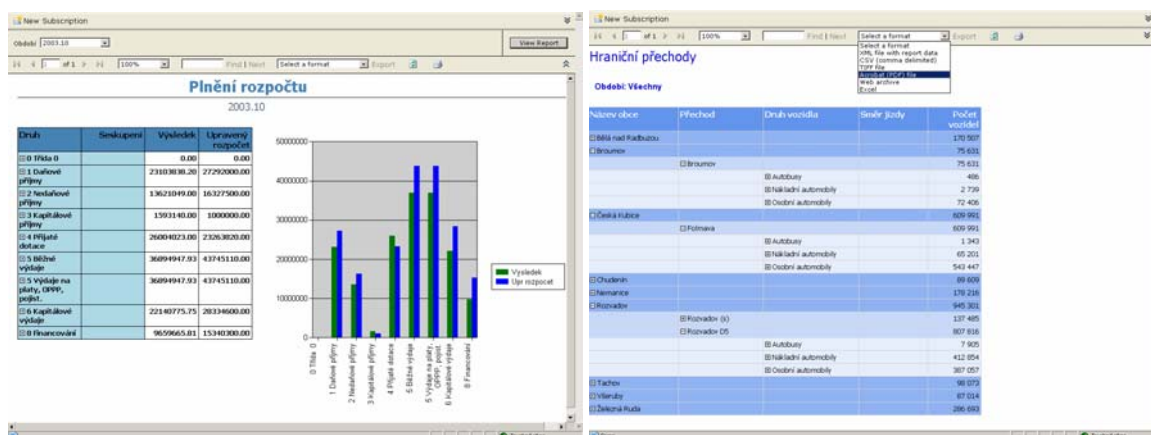 New Subscription
Období 2003.10
View Report
1 of 1 100% Find | Next Select a format Export
Plnění rozpočtu
2003.10
Druh Seskupení Výsledek Upravený rozpočet
0 Třída 0 0.00 0.00
1 Daňové příjmy 23103838.20 27292000.00
2 Nedaňové příjmy 13621049.00 16327500.00
3 Kapitálové příjmy 1593140.00 1000000.00
4 Přijaté dotace 26004023.00 23263820.00
5 Běžné výdaje 36894947.93 43745110.00
5 Výdaje na platy, OPPP, pojist. 36894947.93 43745110.00
6 Kapitálové výdaje 22140775.75 28334600.00
8 Financování 9659665.81 15340300.00
50000000
40000000
30000000
20000000
10000000
0
0 Třída 0
1 Daňové příjmy
2 Nedaňové příjmy
3 Kapitálové příjmy
4 Přijaté dotace
5 Běžné výdaje
5 Výdaje na platy, OPPP, pojist.
6 Kapitálové výdaje
8 Financování
Vysledek
Upr rozpocet
New Subscription
1 of 1 100% Find | Next Select a format Export
Select a format
XML file with report data
CSV (comma delimited)
TIFF file
Acrobat (PDF) file
Web archive
Excel
Hraniční přechody
Období: Všechny
Název obce Přechod Druh vozidla Směr jízdy Počet vozidel
Bělá nad Radbuzou 170 507
Broumov 75 631
Broumov 75 631
Autobusy 486
Nákladní automobily 2 739
Osobní automobily 72 406
Česká Kubice 609 991
Folmava 609 991
Autobusy 1 343
Nákladní automobily 65 201
Osobní automobily 543 447
Chudenín 89 609
Nemanice 178 216
Rozvadov 945 301
Rozvadov (s) 137 485
Rozvadov D5 807 816
Autobusy 7 905
Nákladní automobily 412 854
Osobní automobily 387 057
Tachov 98 073
Všeruby 87 014
Železná Ruda 286 693